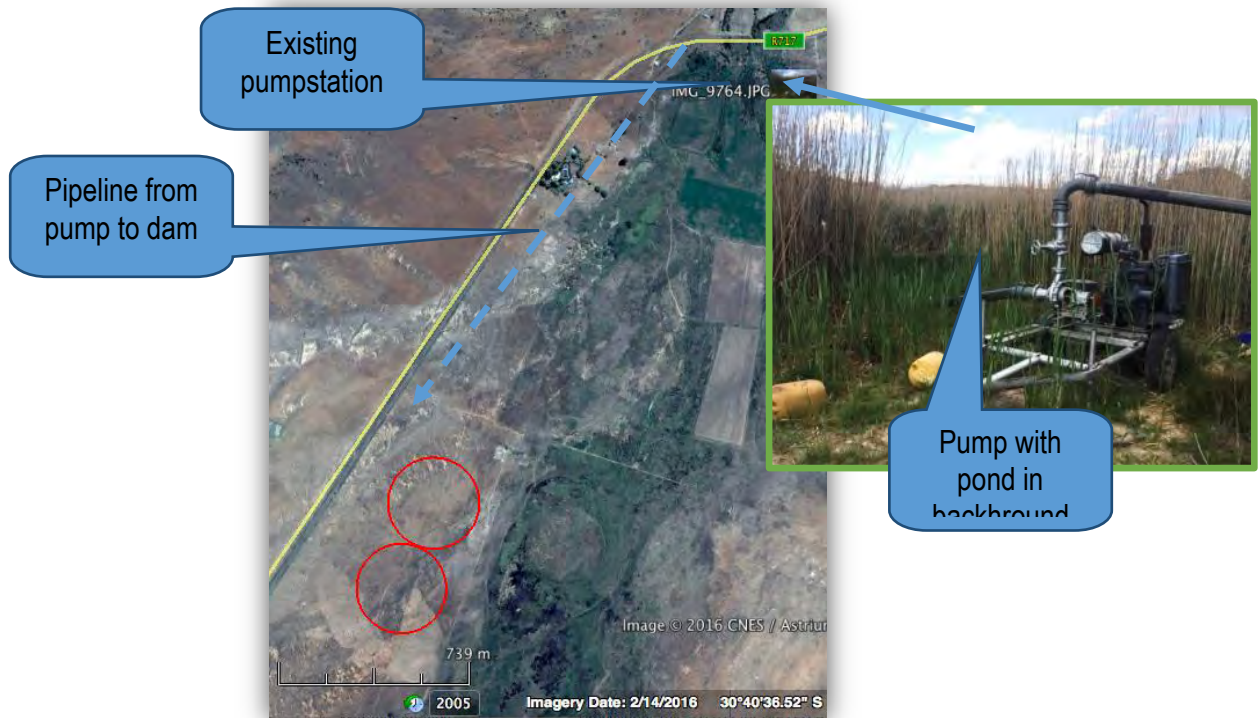 Existing
pumpstation
R717
IMG_9764.JPG
Pipeline from
pump to dam
Pump with
pond in
backhround
Image © 2016 CNES / Astrium
739 m
2005
Imagery Date: 2/14/2016 30°40'36.52" S